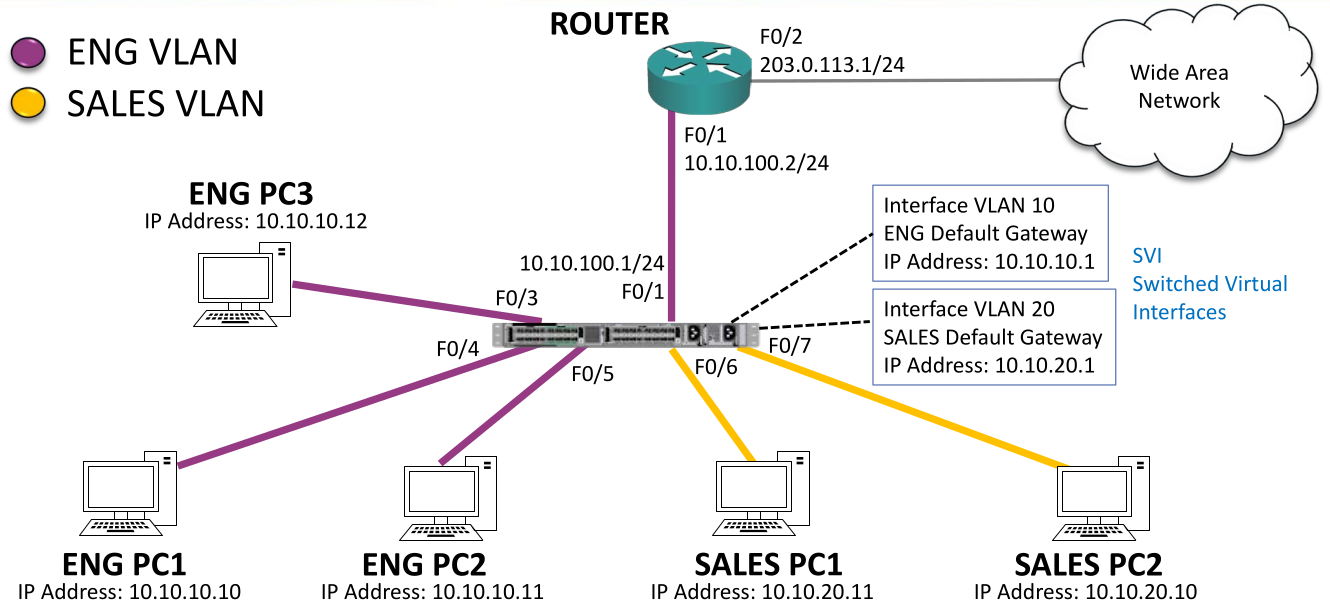 ENG VLAN
SALES VLAN
ROUTER
F0/2
203.0.113.1/24
Wide Area
Network
F0/1
10.10.100.2/24
ENG PC3
IP Address: 10.10.10.12
Interface VLAN 10
ENG Default Gateway
IP Address: 10.10.10.1
SVI
Switched Virtual
Interfaces
10.10.100.1/24
F0/1
F0/3
Interface VLAN 20
SALES Default Gateway
IP Address: 10.10.20.1
F0/4
F0/5
F0/6
F0/7
ENG PC1
IP Address: 10.10.10.10
ENG PC2
IP Address: 10.10.10.11
SALES PC1
IP Address: 10.10.20.11
SALES PC2
IP Address: 10.10.20.10